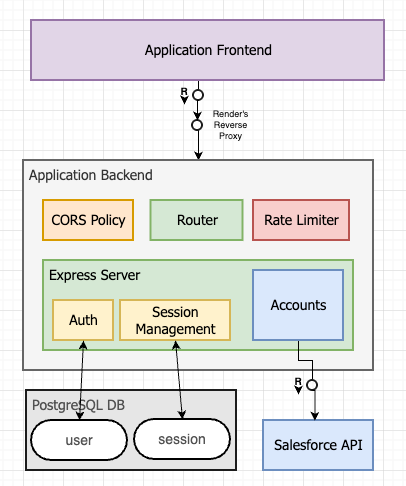 Application Frontend
R
Render's
Reverse
Proxy
Application Backend
CORS Policy
Router
Rate Limiter
Express Server
Auth
Session
Management
Accounts
R
PostgreSQL DB
user
session
Salesforce API